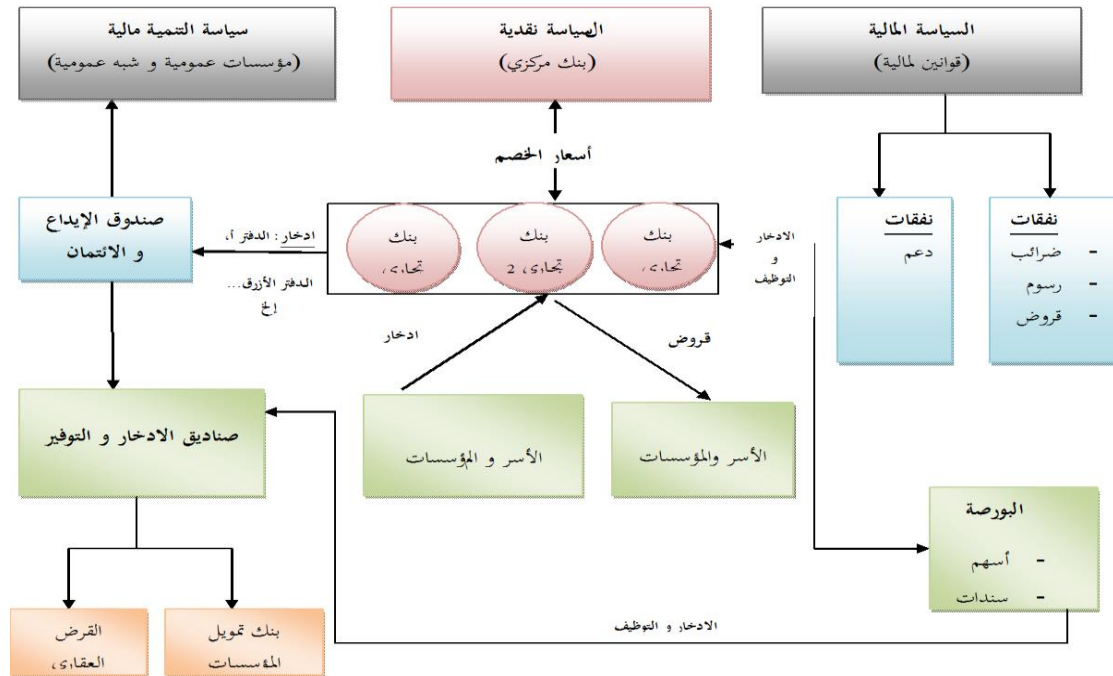 السياسة المالية
(قوانين لمالية)
السياسة نقدية
(بنك مركزي)
سياسة التنمية مالية
(مؤسسات عمومية و شبه عمومية)
أسعار الخصم
نفقات
- ضرائب
- رسوم
- قروض
نفقات
دعم
الادخار
و
التوظيف
بنك
تجاري
بنك
تجاري 2
بنك
تجاري
ادخار: الدفتر أ،
الدفتر الأزرق...
إلخ
صندوق الإيداع
و الائتمان
قروض
ادخار
الأسر والمؤسسات
الأسر و المؤسسات
صناديق الادخار و التوفير
البورصة
- أسهم
- سندات
الادخار و التوظيف
بنك تمويل
المؤسسات
القرض
العقاري